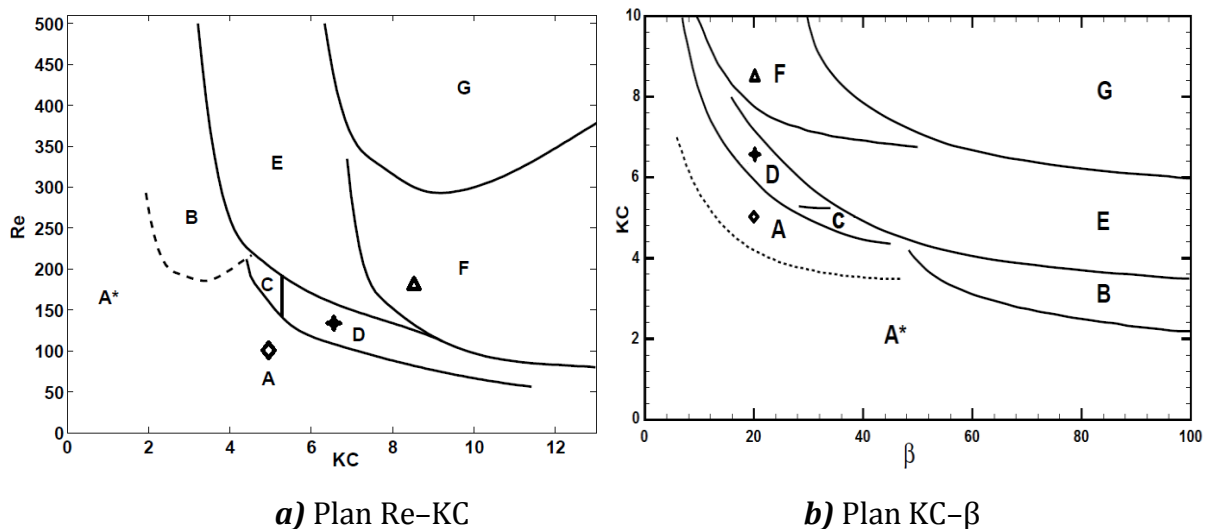 500
450
400
350
300
250
200
150
100
50
0
Re
0 2 4 6 8 10 12
KC
A*
B
C
D
E
F
G
A
a) Plan Re–KC
10
8
6
4
2
0
KC
0 20 40 60 80 100
β
F
G
D
C
A
E
B
A*
b) Plan KC–β